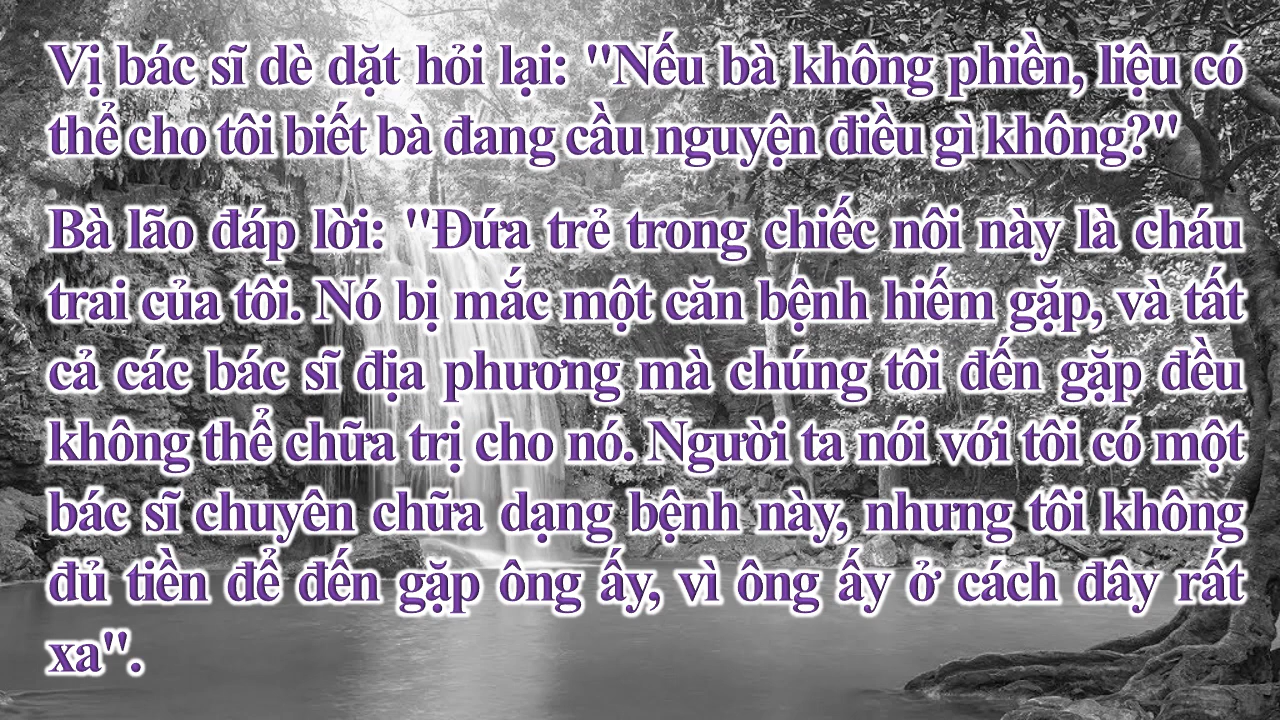 Vị bác sĩ dè dặt hỏi lại: "Nếu bà không phiền, liệu có
thể cho tôi biết bà đang cầu nguyện điều gì không?"
Bà lão đáp lời: "Đứa trẻ trong chiếc nôi này là cháu
trai của tôi. Nó bị mắc một căn bệnh hiếm gặp, và tất
cả các bác sĩ địa phương mà chúng tôi đến gặp đều
không thể chữa trị cho nó. Người ta nói với tôi có một
bác sĩ chuyên chữa dạng bệnh này, nhưng tôi không
đủ tiền để đến gặp ông ấy, vì ông ấy ở cách đây rất
xa".